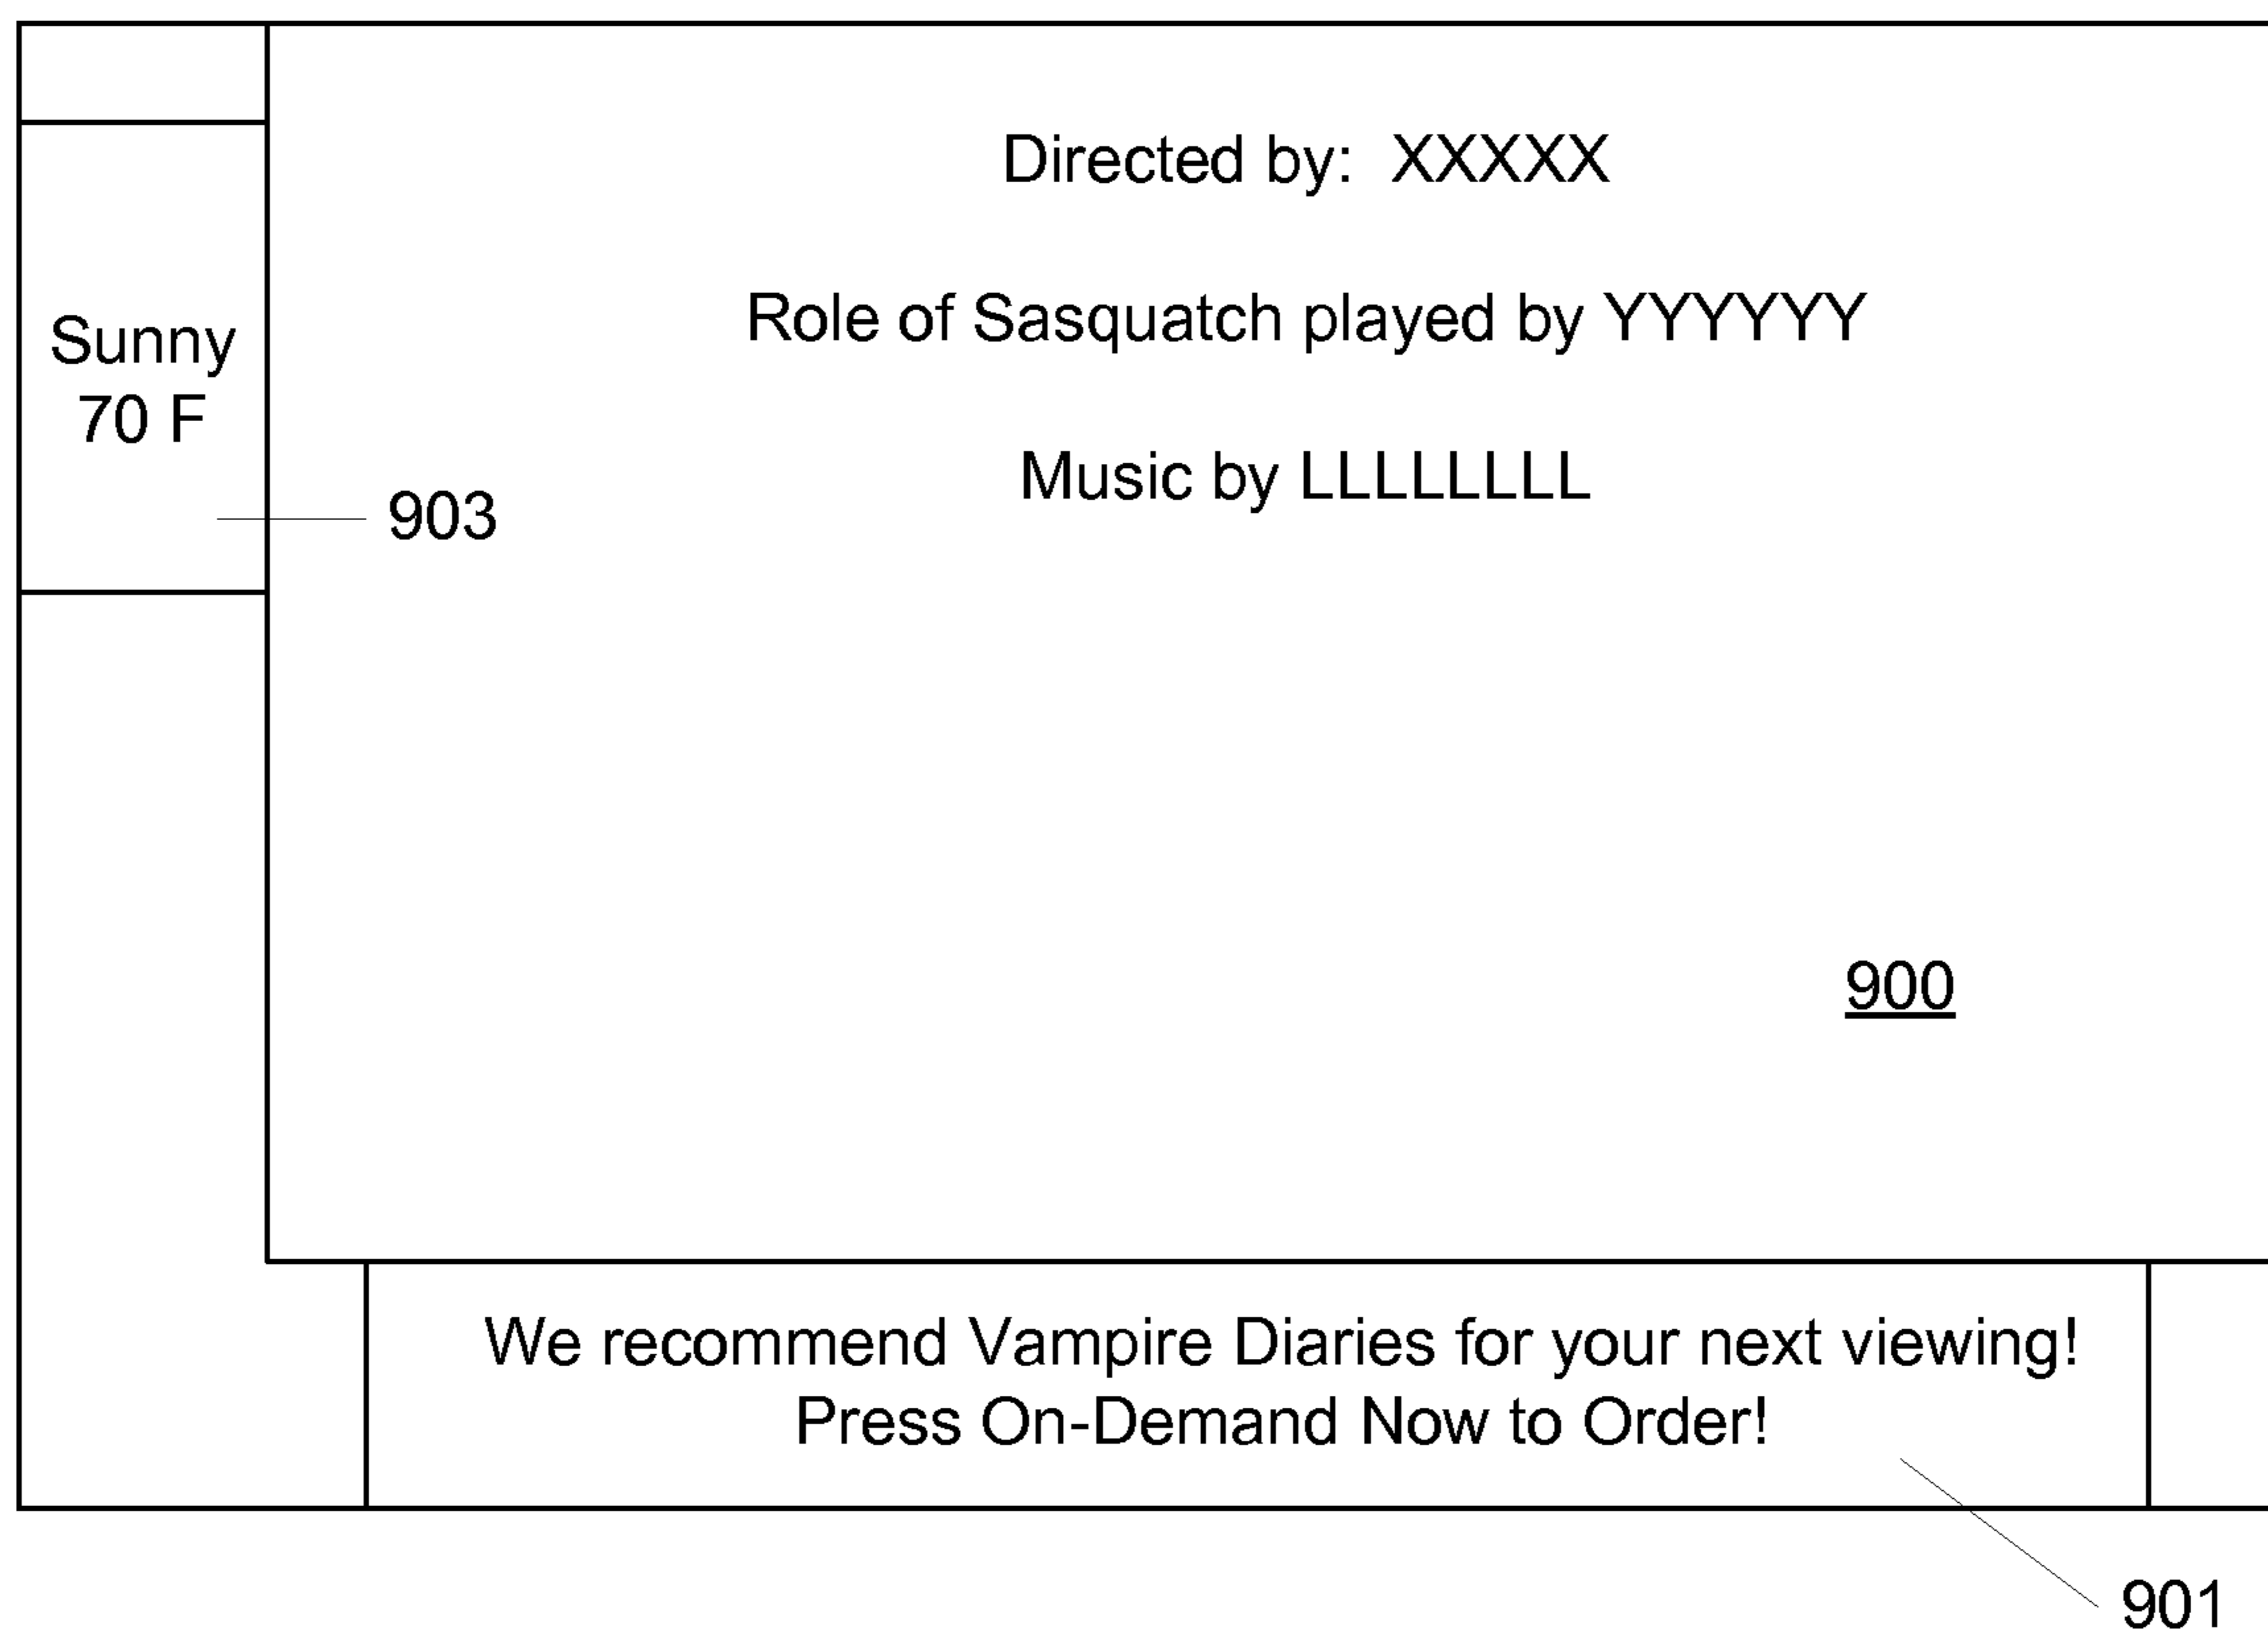 Directed by:  XXXXX
Role of Sasquatch played by YYYYYY
Music by LLLLLLLL
Sunny
70 F
903
900
We recommend Vampire Diaries for your next viewing!
Press On-Demand Now to Order!
901